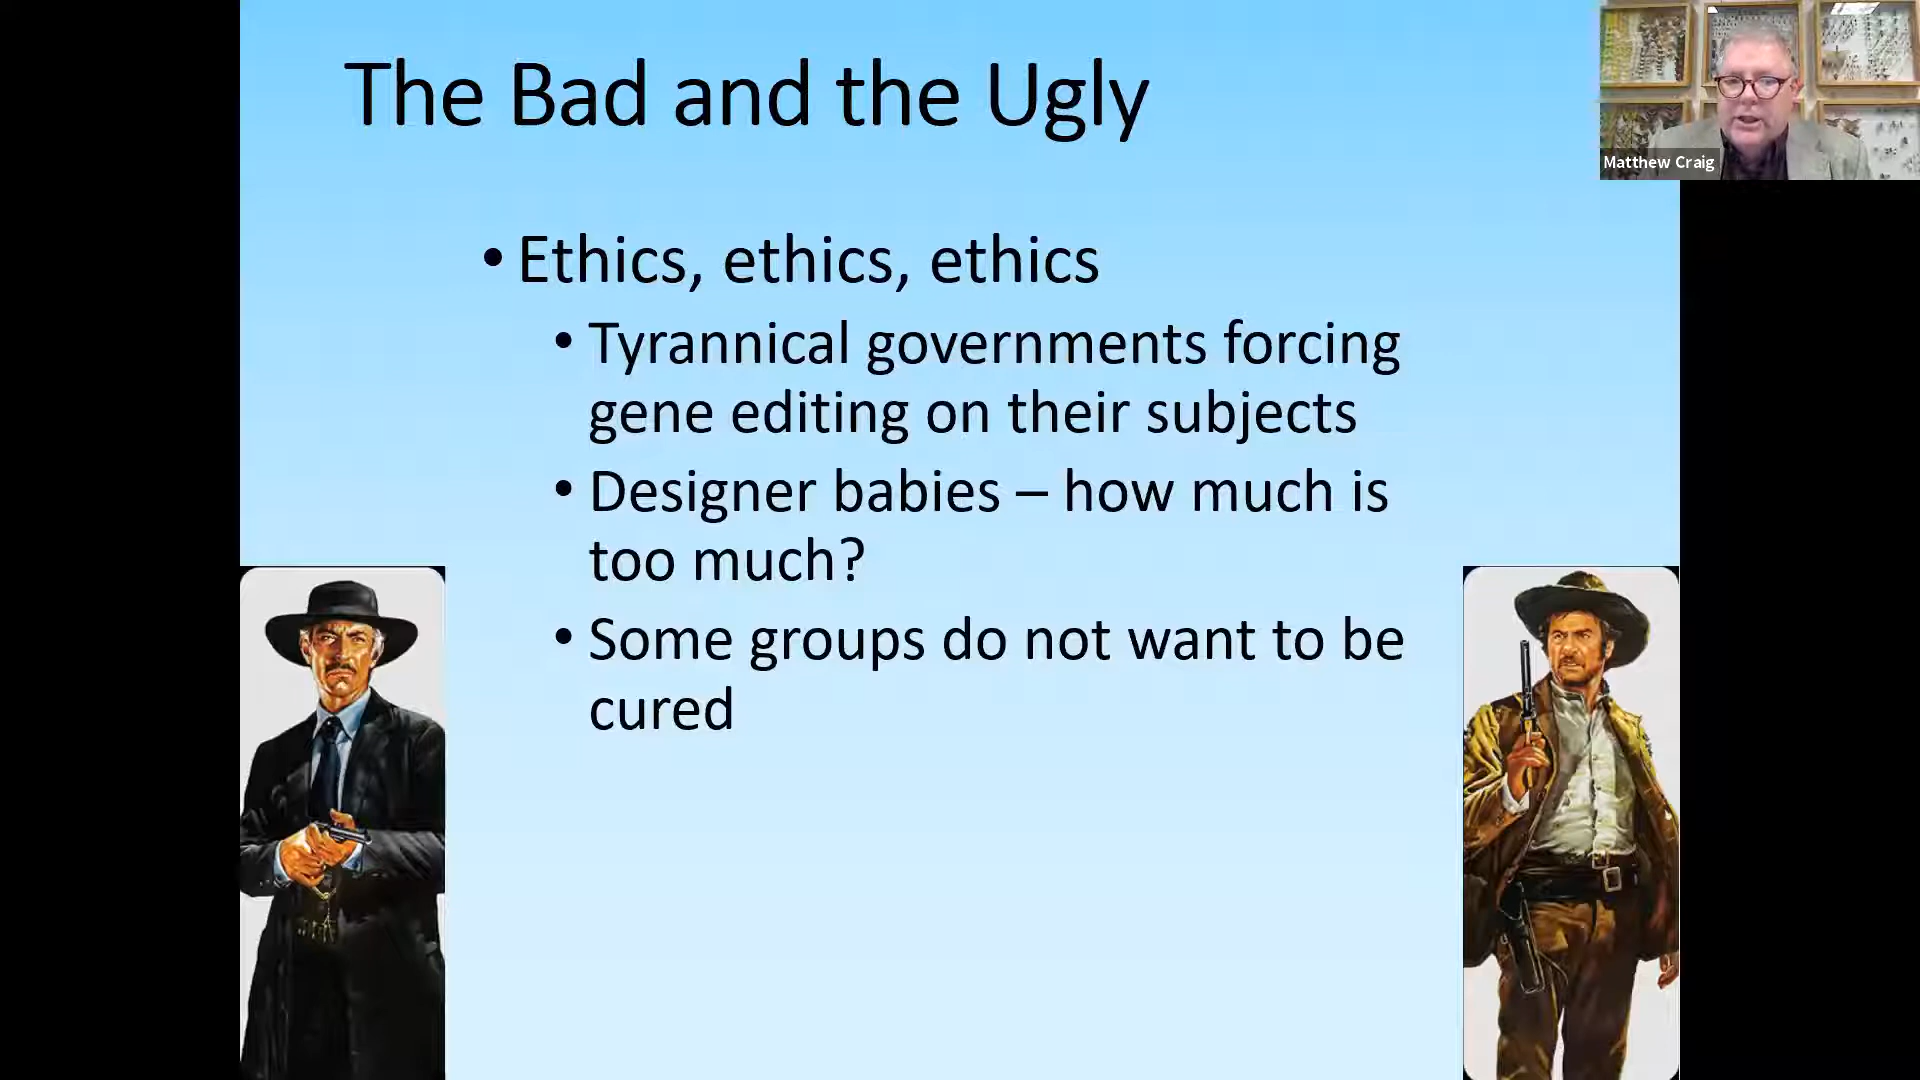 The Bad and the Ugly
Matthew Craig
• Ethics, ethics, ethics
• Tyrannical governments forcing
gene editing on their subjects
• Designer babies – how much is
too much?
• Some groups do not want to be
cured